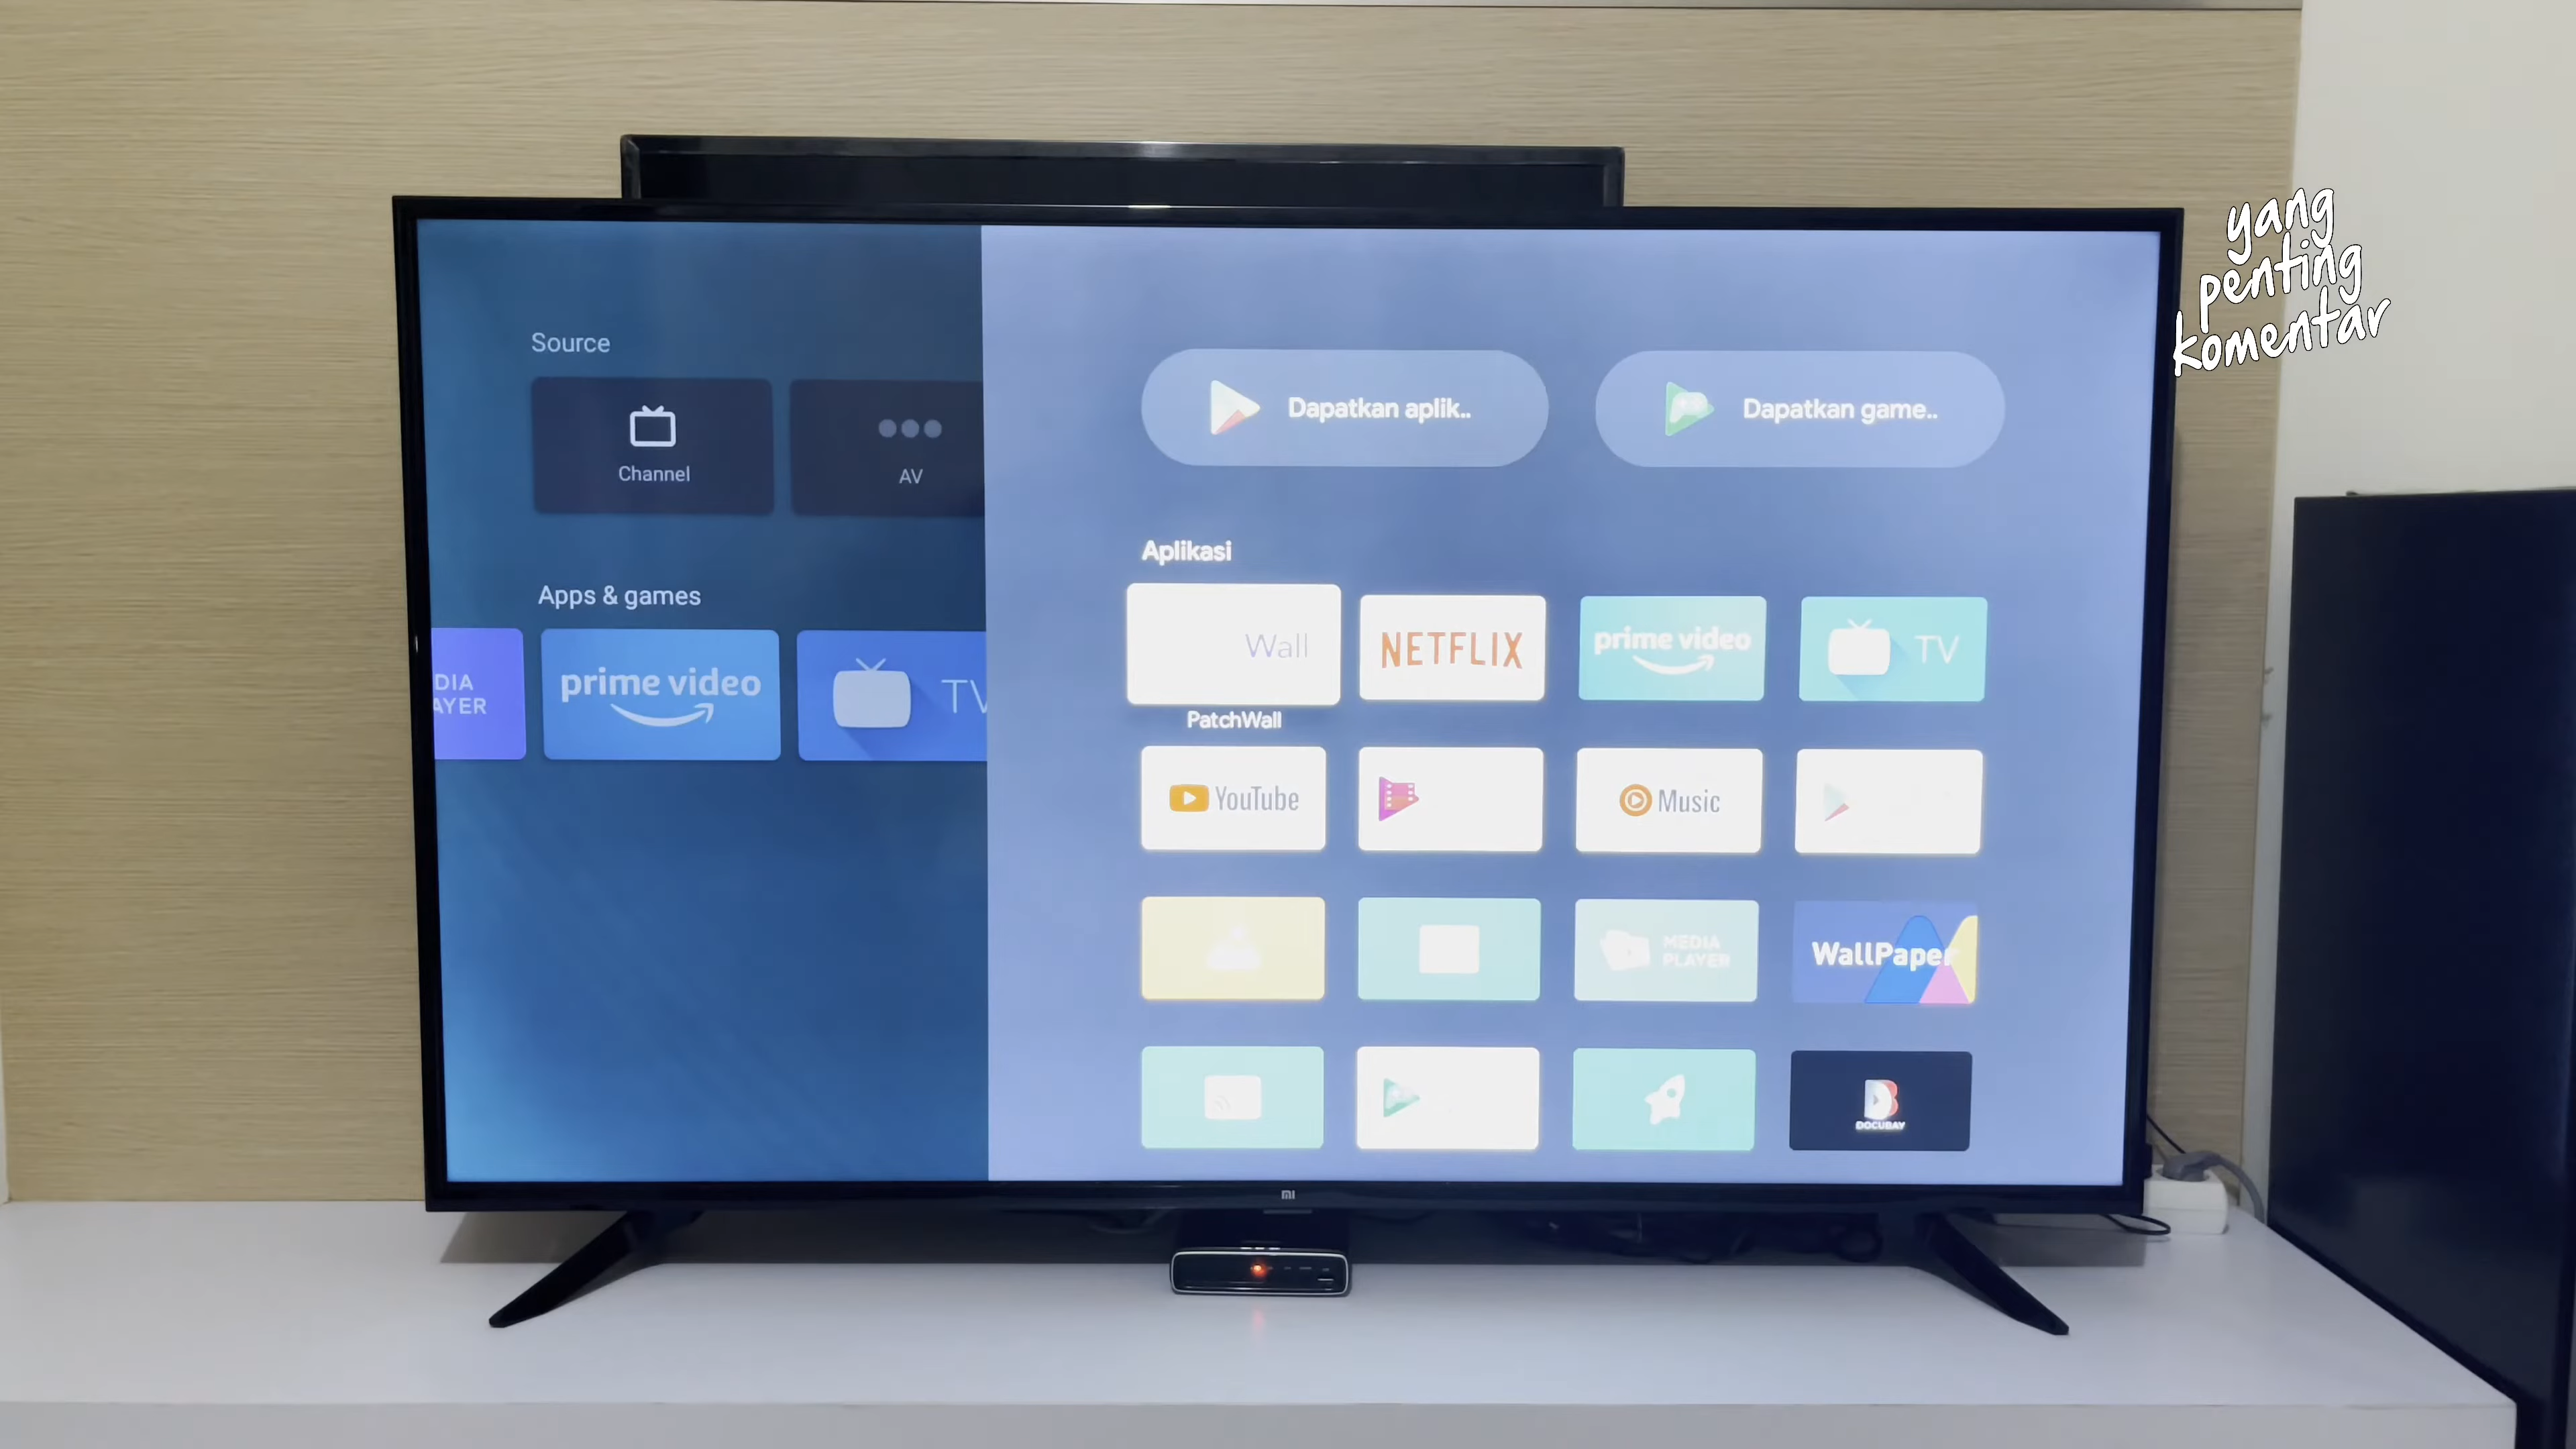 yang
penting
komentar
Source
Channel
AV
Apps & games
DIA
AYER
prime video
TV
Dapatkan aplik..
Dapatkan game..
Aplikasi
Wall
NETFLIX
prime video
TV
PatchWall
YouTube
Music
MEDIA
PLAYER
WallPaper
DOCUBAY
mi